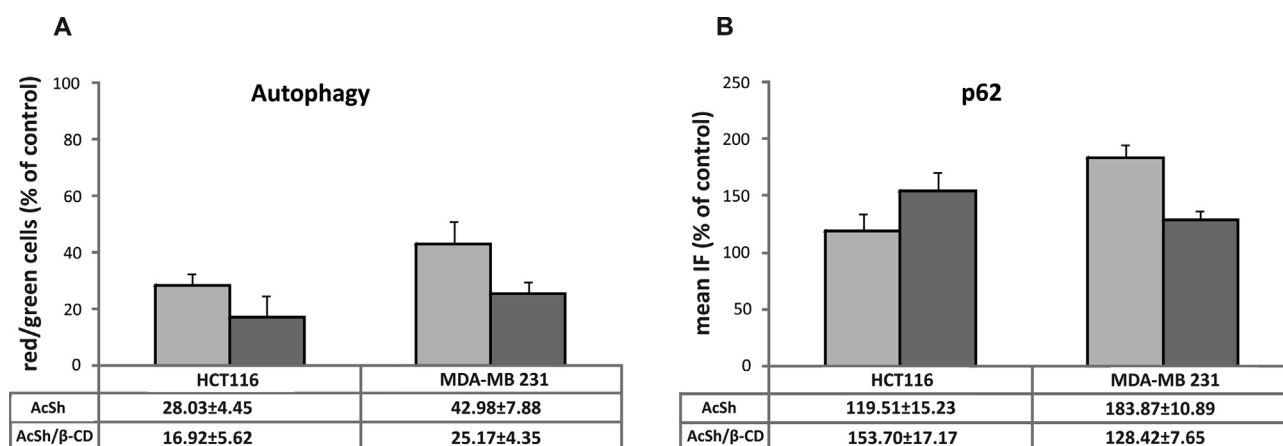 A
Autophagy
red/green cells (% of control)
100
80
60
40
20
0
HCT116 MDA-MB 231
AcSh 28.03±4.45 42.98±7.88
AcSh/β-CD 16.92±5.62 25.17±4.35
B
p62
mean IF (% of control)
250
200
150
100
50
0
HCT116 MDA-MB 231
AcSh 119.51±15.23 183.87±10.89
AcSh/β-CD 153.70±17.17 128.42±7.65